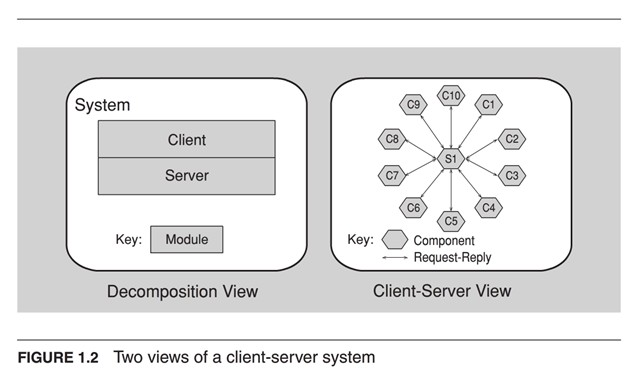 System
Client
Server
Key: Module
Decomposition View
C10
C9
C1
C8
C2
S1
C7
C3
C6
C4
C5
Key: Component
Request-Reply
Client-Server View
FIGURE 1.2 Two views of a client-server system